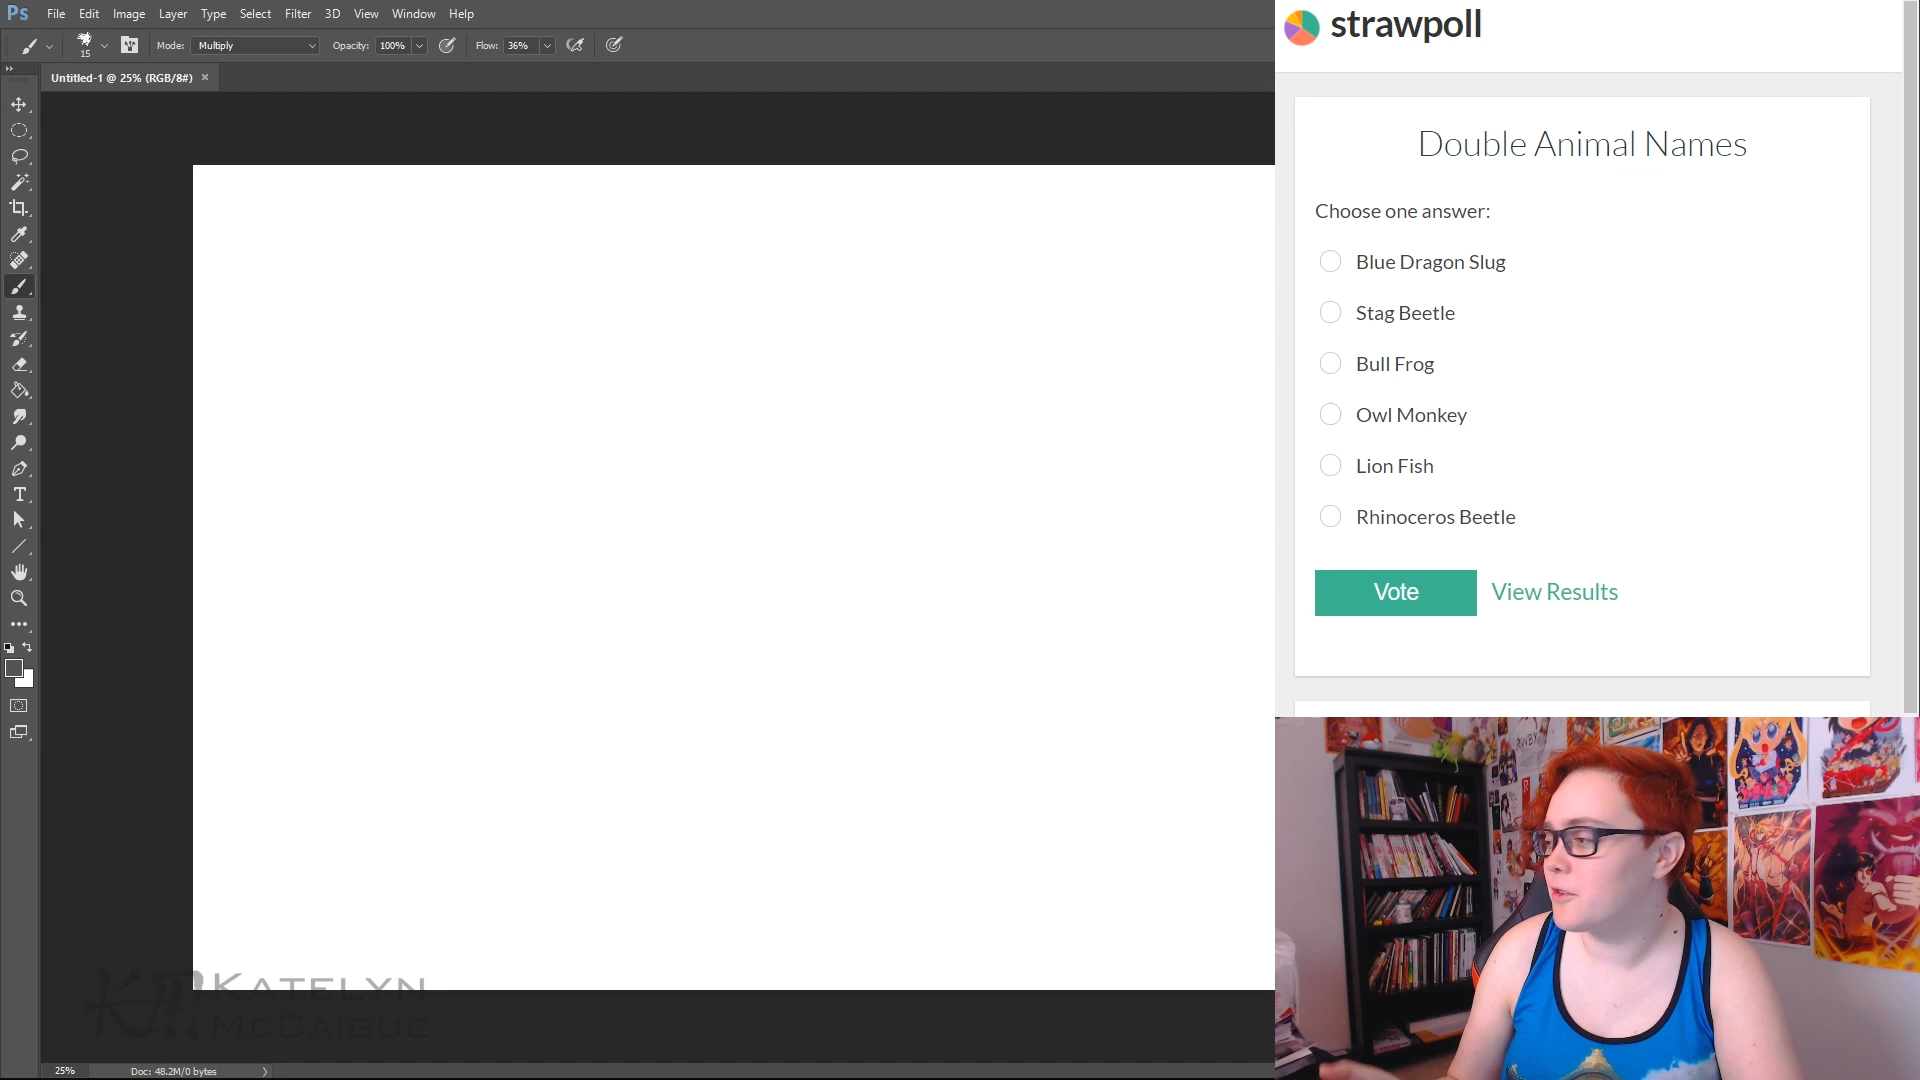 Ps File Edit Image Layer Type Select Filter 3D View Window Help
15 Mode: Multiply Opacity: 100% Flow: 36%
Untitled-1 @ 25% (RGB/8#) ×
strawpoll
Double Animal Names
Choose one answer:
Blue Dragon Slug
Stag Beetle
Bull Frog
Owl Monkey
Lion Fish
Rhinoceros Beetle
Vote View Results
RWBY
KATELYN
MCCAIGUE
25% Doc: 48.2M/0 bytes